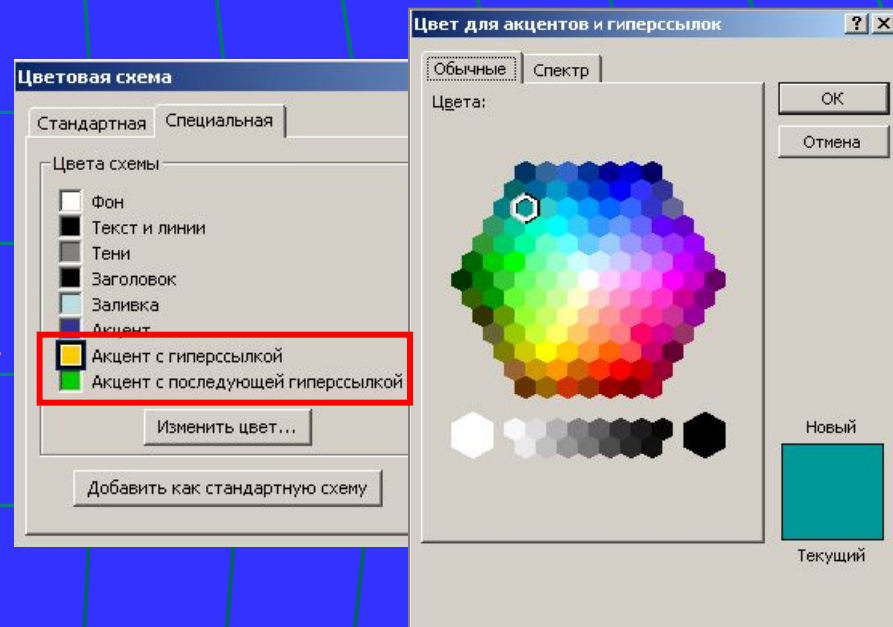 Цветовая схема
Стандартная Специальная
Цвета схемы
Фон
Текст и линии
Тени
Заголовок
Заливка
Акцент
Акцент с гиперссылкой
Акцент с последующей гиперссылкой
Изменить цвет...
Добавить как стандартную схему
Цвет для акцентов и гиперссылок
Обычные Спектр
Цвета:
ОК
Отмена
Новый
Текущий